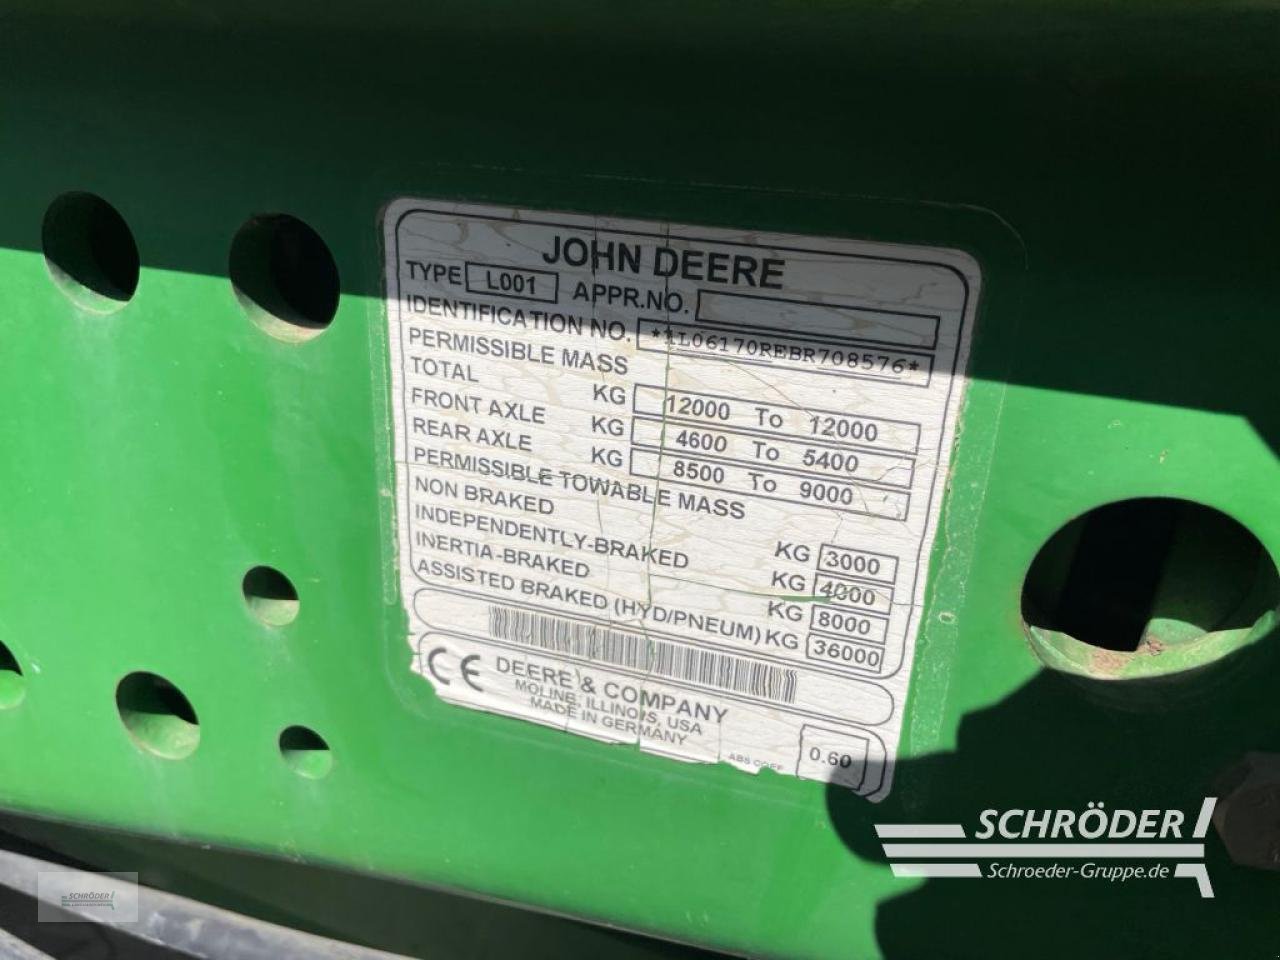 JOHN DEERE
TYPE L001 APPR.NO.
IDENTIFICATION NO. *1L06170REBR708576*
PERMISSIBLE MASS
TOTAL KG 12000 To 12000
FRONT AXLE KG 4600 To 5400
REAR AXLE KG 8500 To 9000
PERMISSIBLE TOWABLE MASS
NON BRAKED KG 3000
INDEPENDENTLY-BRAKED KG 4000
INERTIA-BRAKED KG 8000
ASSISTED BRAKED (HYD/PNEUM) KG 36000
CE DEERE & COMPANY
MOLINE, ILLINOIS, USA
MADE IN GERMANY
ABS COEF 0.60
SCHRÖDER
Schroeder-Gruppe.de
SCHRÖDER